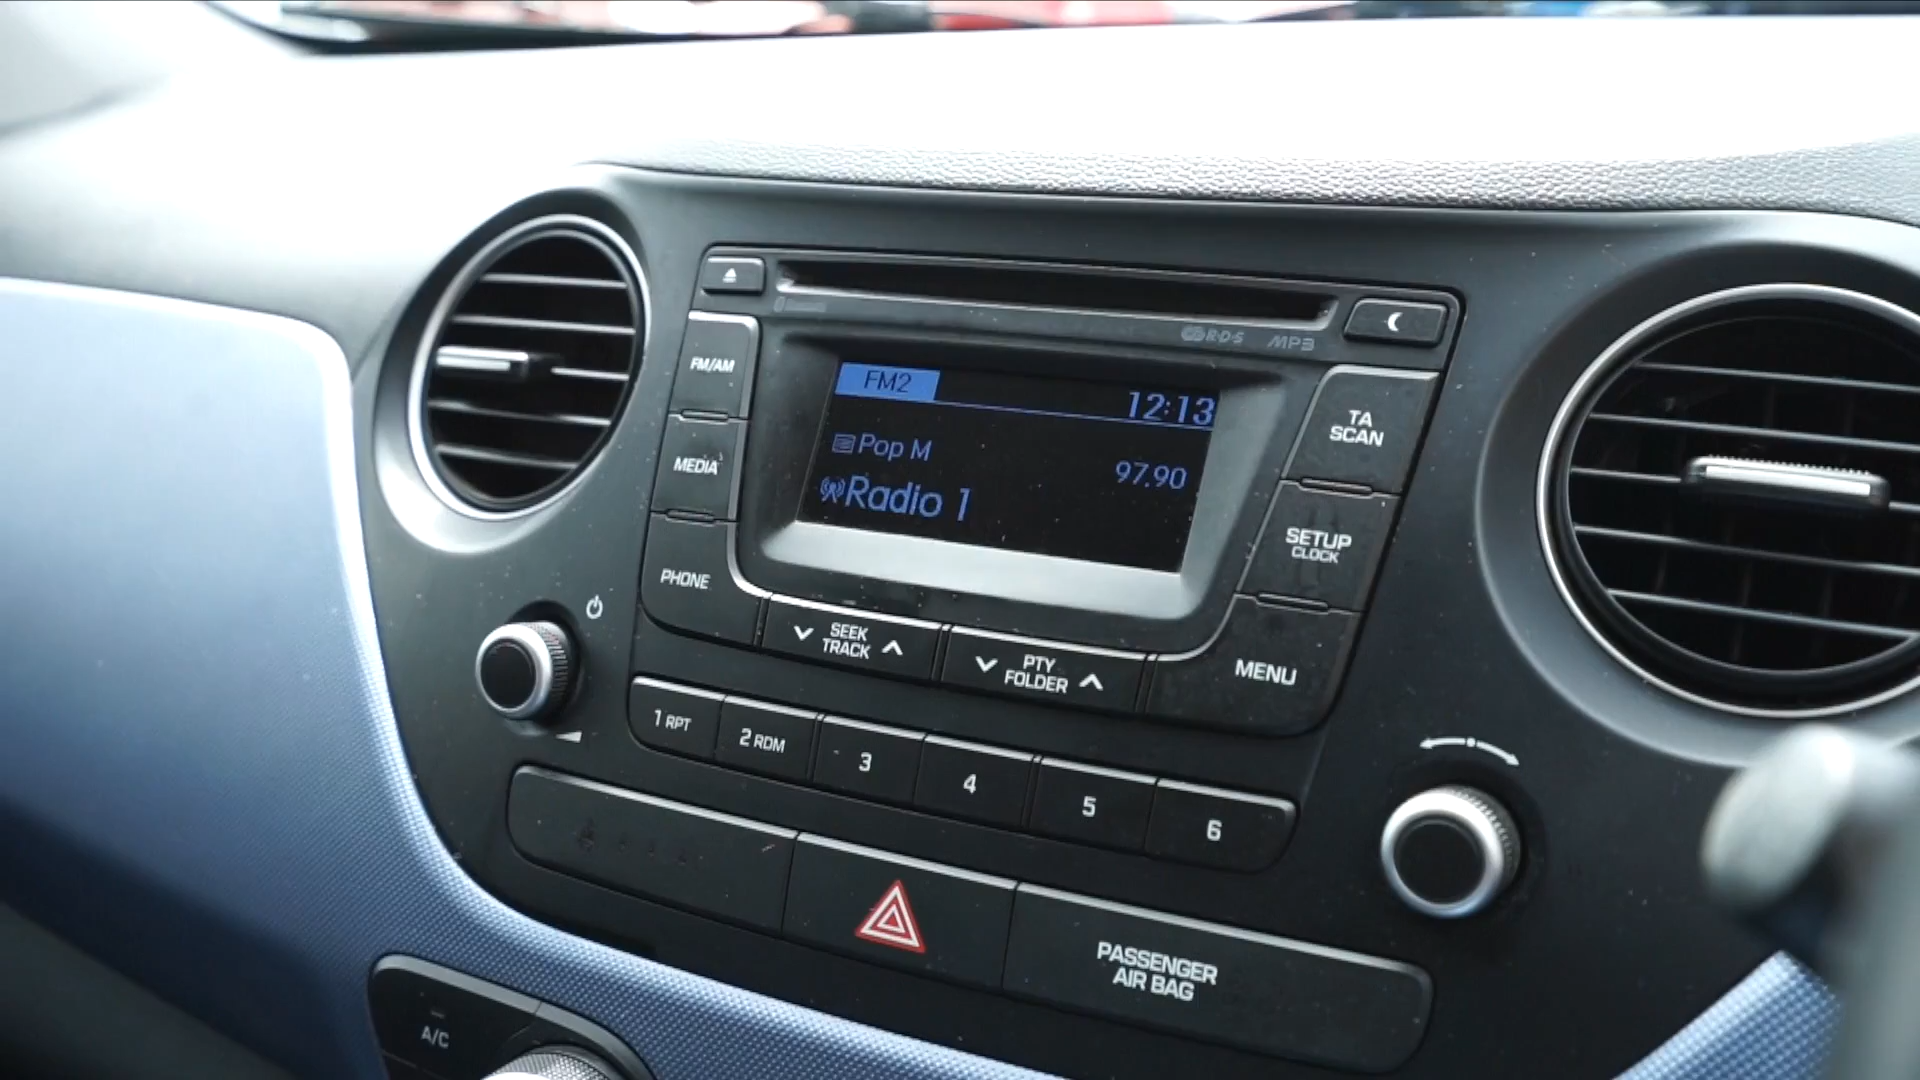 RDS MP3
FM/AM
FM2
12:13
Pop M
97.90
Radio 1
TA
SCAN
MEDIA
SETUP
CLOCK
PHONE
SEEK
TRACK
PTY
FOLDER
MENU
1 RPT
2 RDM
3
4
5
6
PASSENGER
AIR BAG
A/C